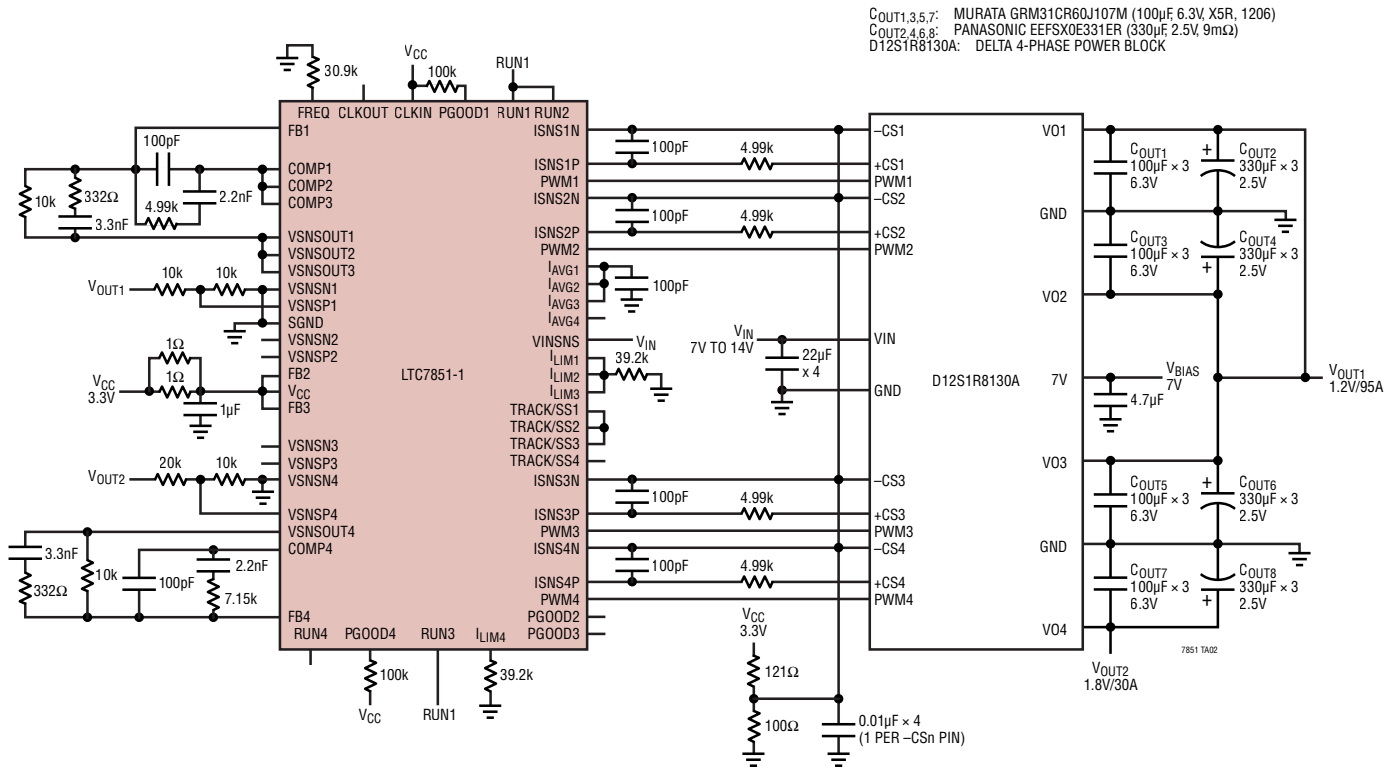 COUT1,3,5,7: MURATA GRM31CR60J107M (100µF, 6.3V, X5R, 1206)
COUT2,4,6,8: PANASONIC EEFSX0E331ER (330µF, 2.5V, 9mΩ)
D12S1R8130A: DELTA 4-PHASE POWER BLOCK
30.9k
VCC
100k
RUN1
FREQ CLKOUT CLKIN PGOOD1 RUN1 RUN2
FB1
COMP1
COMP2
COMP3
VSNSOUT1
VSNSOUT2
VSNSOUT3
VSNSN1
VSNSP1
SGND
VSNSN2
VSNSP2
FB2
VCC
FB3
VSNSN3
VSNSP3
VSNSN4
VSNSP4
VSNSOUT4
COMP4
FB4
100pF
10k
332Ω
2.2nF
4.99k
3.3nF
VOUT1
10k
10k
1Ω
VCC
3.3V
1Ω
1µF
VOUT2
20k
10k
3.3nF
332Ω
10k
100pF
2.2nF
7.15k
LTC7851-1
RUN4 PGOOD4 RUN3 ILIM4
100k
VCC
RUN1
39.2k
ISNS1N
ISNS1P
PWM1
ISNS2N
ISNS2P
PWM2
IAVG1
IAVG2
IAVG3
IAVG4
VINSNS
ILIM1
ILIM2
ILIM3
TRACK/SS1
TRACK/SS2
TRACK/SS3
TRACK/SS4
ISNS3N
ISNS3P
PWM3
ISNS4N
ISNS4P
PWM4
PGOOD2
PGOOD3
100pF
4.99k
100pF
4.99k
100pF
VIN
39.2k
VIN
7V TO 14V
22µF
x 4
100pF
4.99k
100pF
4.99k
VCC
3.3V
121Ω
100Ω
0.01µF × 4
(1 PER –CSn PIN)
–CS1
+CS1
PWM1
–CS2
+CS2
PWM2
VIN
GND
–CS3
+CS3
PWM3
–CS4
+CS4
PWM4
D12S1R8130A
VO1
GND
VO2
7V
VO3
GND
VO4
COUT1
100µF × 3
6.3V
+
COUT2
330µF × 3
2.5V
COUT3
100µF × 3
6.3V
COUT4
330µF × 3
2.5V
+
VBIAS
7V
4.7µF
VOUT1
1.2V/95A
COUT5
100µF × 3
6.3V
+
COUT6
330µF × 3
2.5V
COUT7
100µF × 3
6.3V
COUT8
330µF × 3
2.5V
+
VOUT2
1.8V/30A
7851 TA02